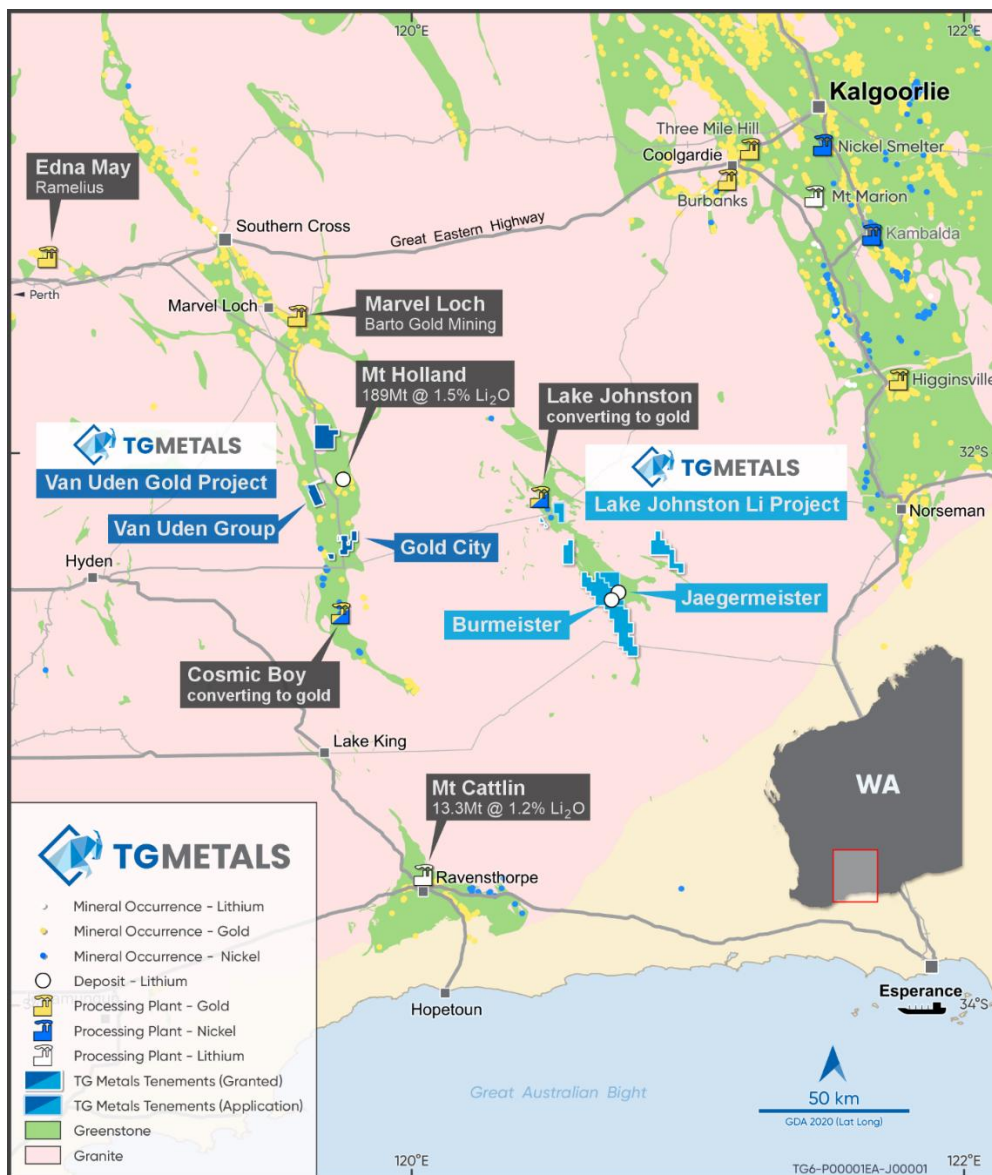 120°E
122°E
Kalgoorlie
Three Mile Hill
Coolgardie
Nickel Smelter
Edna May
Ramelius
Burbanks
Mt Marion
Southern Cross
Great Eastern Highway
Kambalda
Perth
Marvel Loch
Marvel Loch
Barto Gold Mining
Mt Holland
189Mt @ 1.5% Li₂O
Lake Johnston
converting to gold
Higginsville
TGMETALS
Van Uden Gold Project
TGMETALS
Lake Johnston Li Project
32°S
Van Uden Group
Norseman
Gold City
Hyden
Jaegermeister
Burmeister
Cosmic Boy
converting to gold
Lake King
WA
Mt Cattlin
13.3Mt @ 1.2% Li₂O
Ravensthorpe
TGMETALS
Mineral Occurrence - Lithium
Mineral Occurrence - Gold
Mineral Occurrence - Nickel
Deposit - Lithium
Processing Plant - Gold
Processing Plant - Nickel
Processing Plant - Lithium
TG Metals Tenements (Granted)
TG Metals Tenements (Application)
Greenstone
Granite
Hopetoun
Esperance
34°S
Great Australian Bight
50 km
GDA 2020 (Lat Long)
120°E
122°E
TG6-P00001EA-J00001